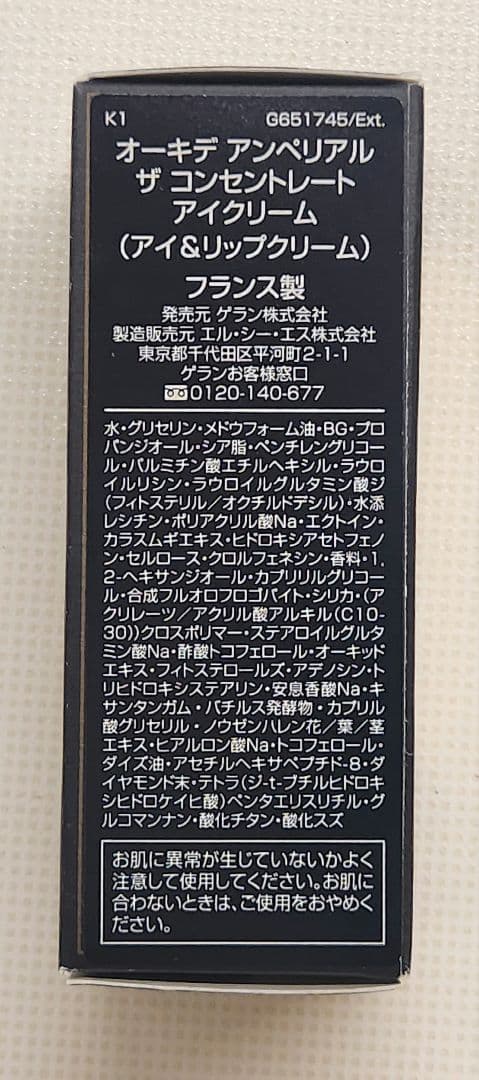 K1 G651745/Ext.
オーキデ アンペリアル
ザ コンセントレート
アイクリーム
(アイ&リップクリーム)
フランス製
発売元 ゲラン株式会社
製造販売元 エル・シー・エス株式会社
東京都千代田区平河町2-1-1
ゲランお客様窓口
0120-140-677
水・グリセリン・メドウフォーム油・BG・プロ
パンジオール・シア脂・ペンチレングリコー
ル・パルミチン酸エチルヘキシル・ラウロ
イルリシン・ラウロイルグルタミン酸ジ
(フィトステリル/オクチルドデシル)・水添
レシチン・ポリアクリル酸Na・エクトイン・
カラスムギエキス・ヒドロキシアセトフェノ
ン・セルロース・クロルフェネシン・香料・1,
2-ヘキサンジオール・カプリリルグリコー
ル・合成フルオロフロゴパイト・シリカ・(ア
クリレーツ/アクリル酸アルキル(C10-
30))クロスポリマー・ステアロイルグルタ
ミン酸Na・酢酸トコフェロール・オーキッド
エキス・フィトステロールズ・アデノシン・ト
リヒドロキシステアリン・安息香酸Na・キ
サンタンガム・バチルス発酵物・カプリル
酸グリセリル・ノウゼンハレン花/葉/茎
エキス・ヒアルロン酸Na・トコフェロール・
ダイズ油・アセチルヘキサペプチド-8・ダ
イヤモンド末・テトラ(ジ-t-ブチルヒドロキ
シヒドロケイヒ酸)ペンタエリスリチル・グ
ルコマンナン・酸化チタン・酸化スズ
お肌に異常が生じていないかよく
注意して使用してください。お肌に
合わないときは、ご使用をおやめく
ださい。